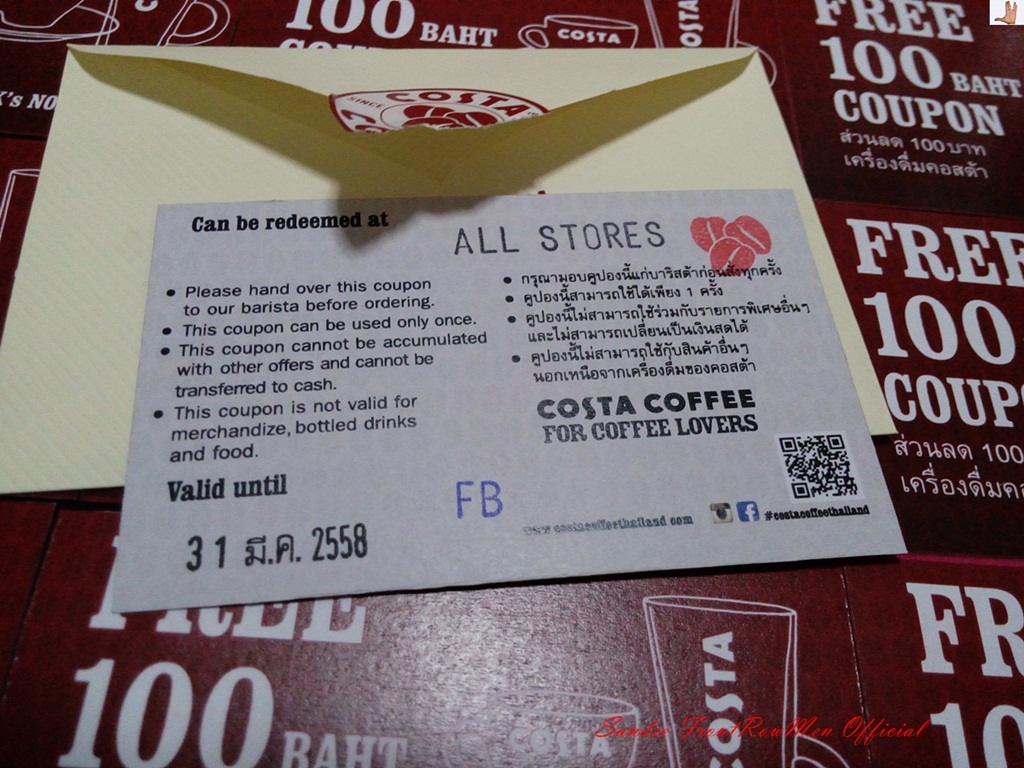 100 BAHT
COSTA
COSTA
K's NO
SINCE COSTA
FREE
100 BAHT
COUPON
ส่วนลด 100 บาท
เครื่องดื่มคอสต้า
Can be redeemed at
ALL STORES
• Please hand over this coupon
to our barista before ordering.
• This coupon can be used only once.
• This coupon cannot be accumulated
with other offers and cannot be
transferred to cash.
• This coupon is not valid for
merchandize, bottled drinks
and food.
Valid until
31 มี.ค. 2558
FB
• กรุณามอบคูปองนี้แก่บาริสต้าก่อนสั่งทุกครั้ง
• คูปองนี้สามารถใช้ได้เพียง 1 ครั้ง
• คูปองนี้ไม่สามารถใช้ร่วมกับรายการพิเศษอื่นๆ
และไม่สามารถเปลี่ยนเป็นเงินสดได้
• คูปองนี้ไม่สามารถใช้กับสินค้าอื่นๆ
นอกเหนือจากเครื่องดื่มของคอสต้า
COSTA COFFEE
FOR COFFEE LOVERS
www.costacoffeethailand.com
#costacoffeethailand
FREE
100
COUP
ส่วนลด 100
เครื่องดื่มคอ
FREE
100 BAHT
COSTA
COSTA
FR
10
Sandie FrontRowMen Official